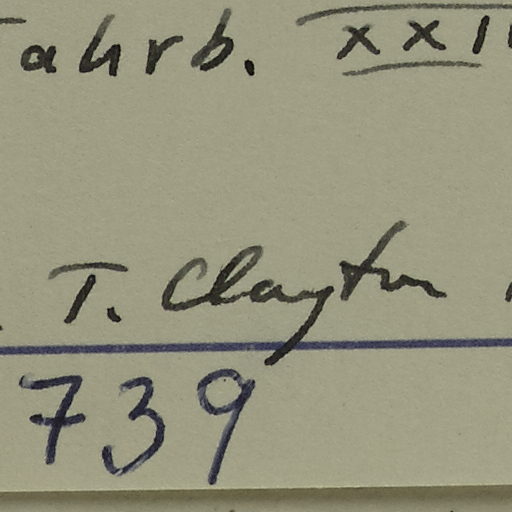 Jahrb. XXII
T. Clayton
739